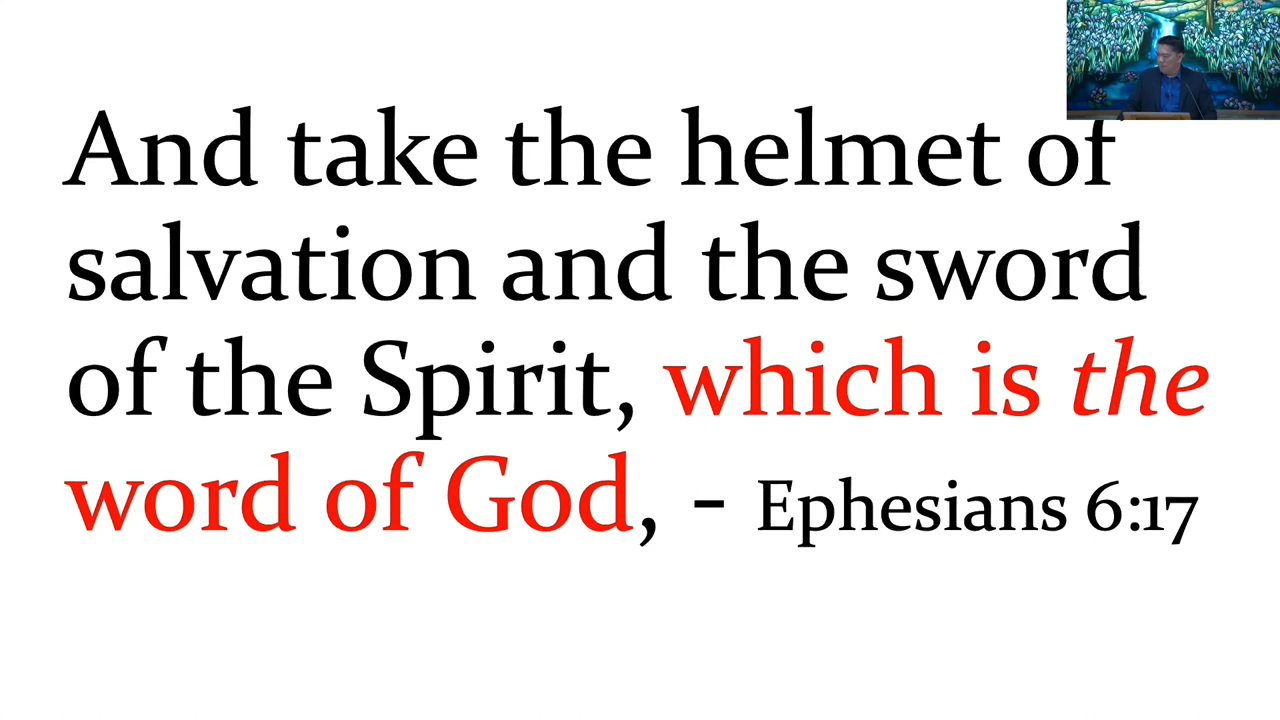 And take the helmet of
salvation and the sword
of the Spirit, which is the
word of God, - Ephesians 6:17